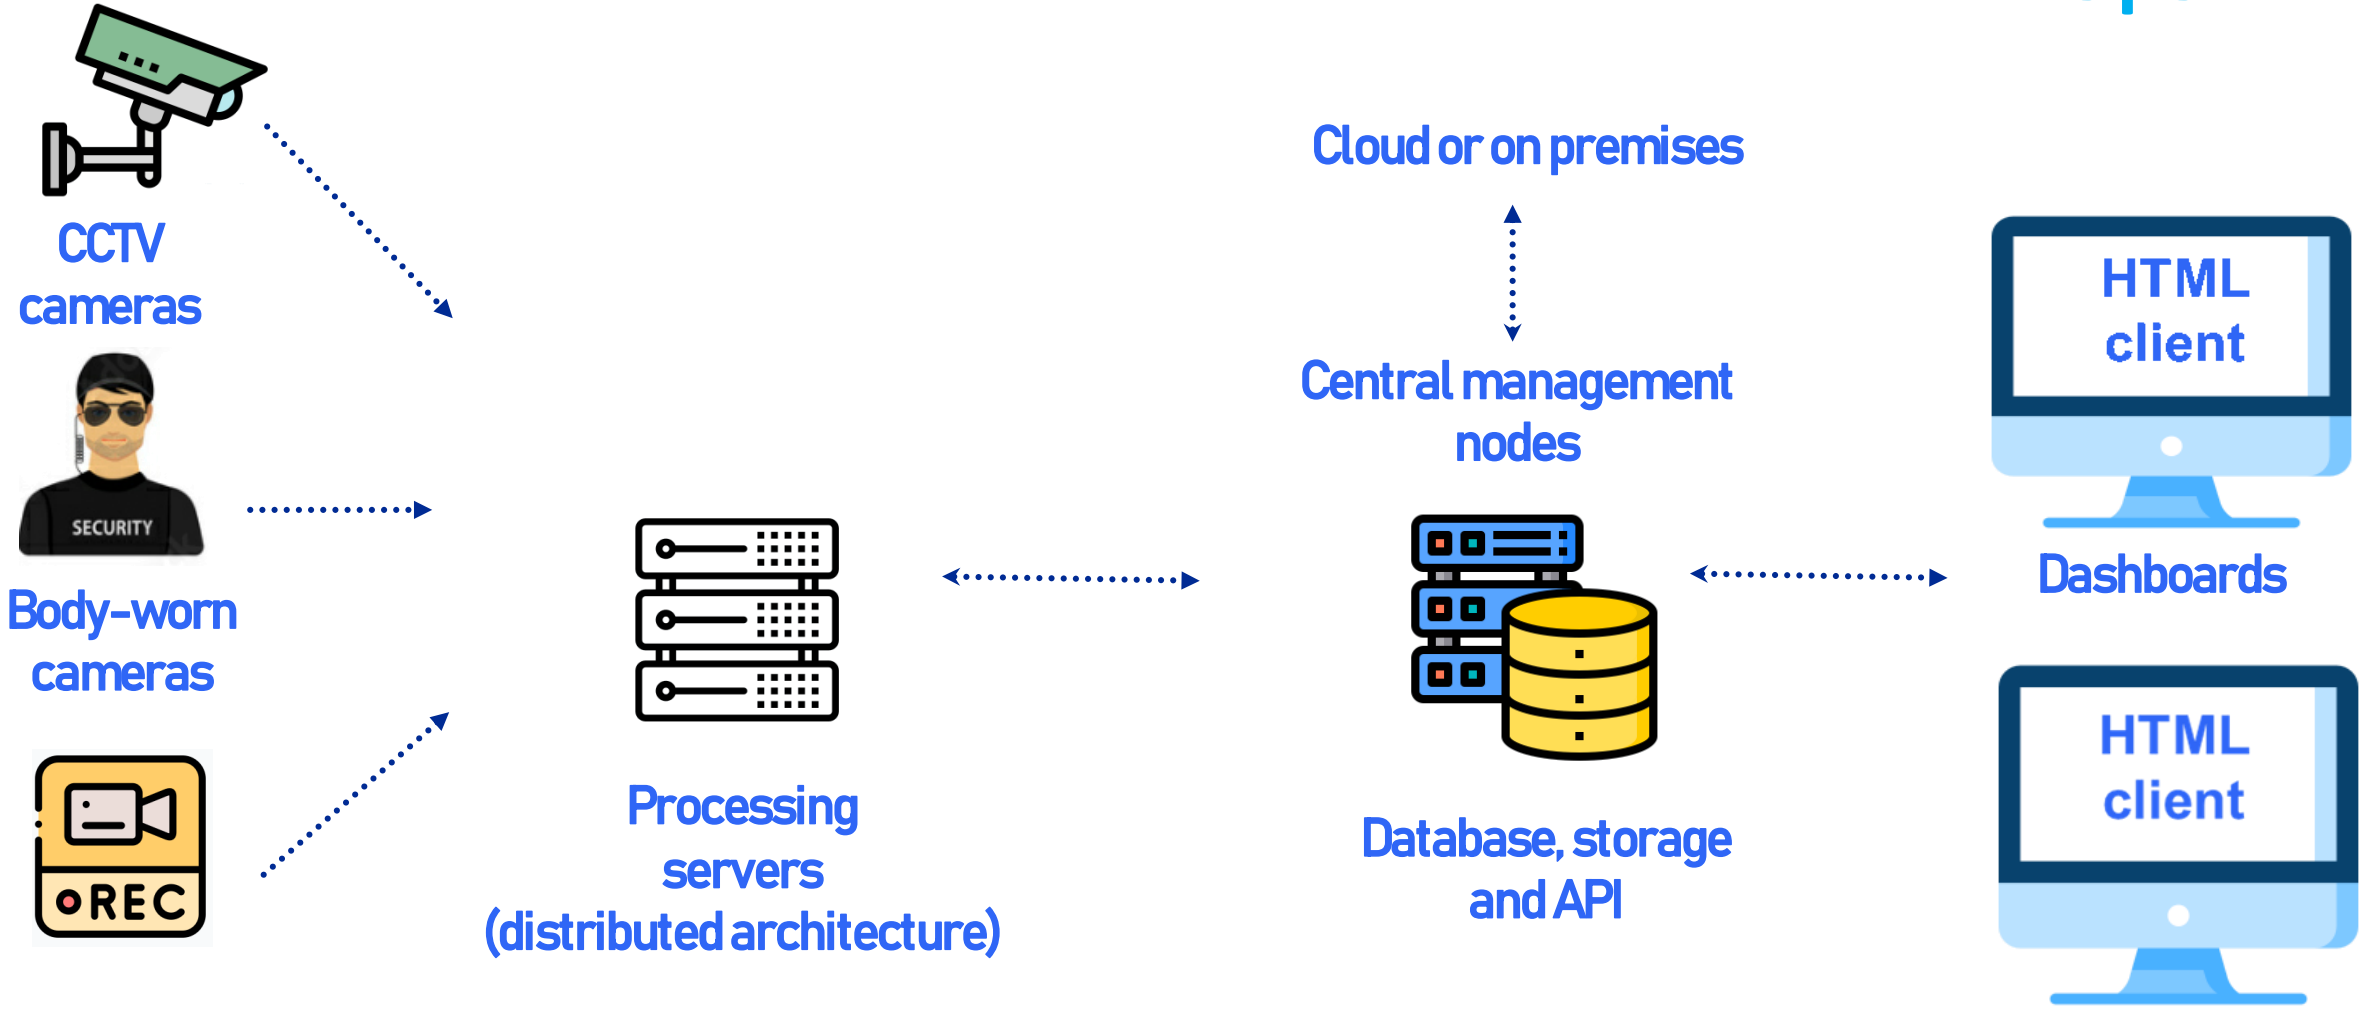 CCTV
cameras
SECURITY
Body-worn
cameras
REC
Processing
servers
(distributed architecture)
Cloud or on premises
Central management
nodes
Database, storage
and API
HTML
client
Dashboards
HTML
client